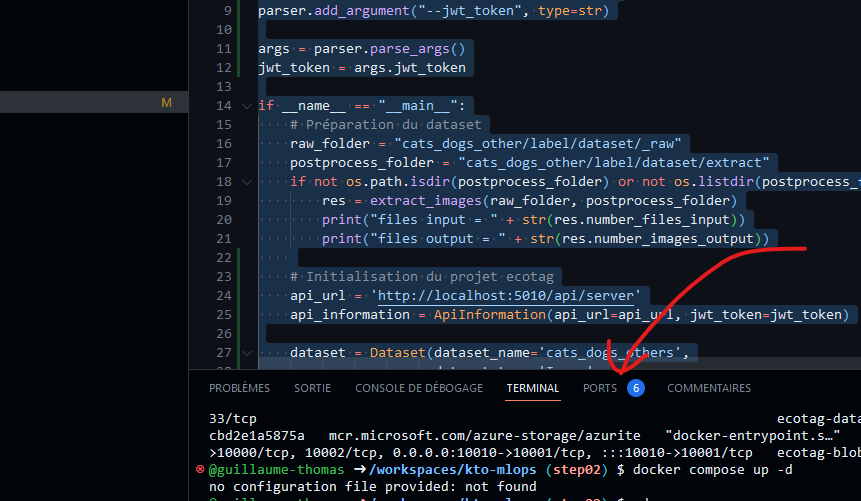 9 parser.add_argument("--jwt_token", type=str)
10
11 args = parser.parse_args()
12 jwt_token = args.jwt_token
13
M
14 if __name__ == "__main__":
15 # Préparation du dataset
16 raw_folder = "cats_dogs_other/label/dataset/_raw"
17 postprocess_folder = "cats_dogs_other/label/dataset/extract"
18 if not os.path.isdir(postprocess_folder) or not os.listdir(postprocess_f
19 res = extract_images(raw_folder, postprocess_folder)
20 print("files input = " + str(res.number_files_input))
21 print("files output = " + str(res.number_images_output))
22
23 # Initialisation du projet ecotag
24 api_url = 'http://localhost:5010/api/server'
25 api_information = ApiInformation(api_url=api_url, jwt_token=jwt_token)
26
27 dataset = Dataset(dataset_name='cats_dogs_others',
PROBLÈMES SORTIE CONSOLE DE DÉBOGAGE TERMINAL PORTS 6 COMMENTAIRES
33/tcp ecotag-data
cbd2e1a5875a mcr.microsoft.com/azure-storage/azurite "docker-entrypoint.s…"
>10000/tcp, 10002/tcp, 0.0.0.0:10010->10001/tcp, :::10010->10001/tcp ecotag-blob
@guillaume-thomas ➜/workspaces/kto-mlops (step02) $ docker compose up -d
no configuration file provided: not found